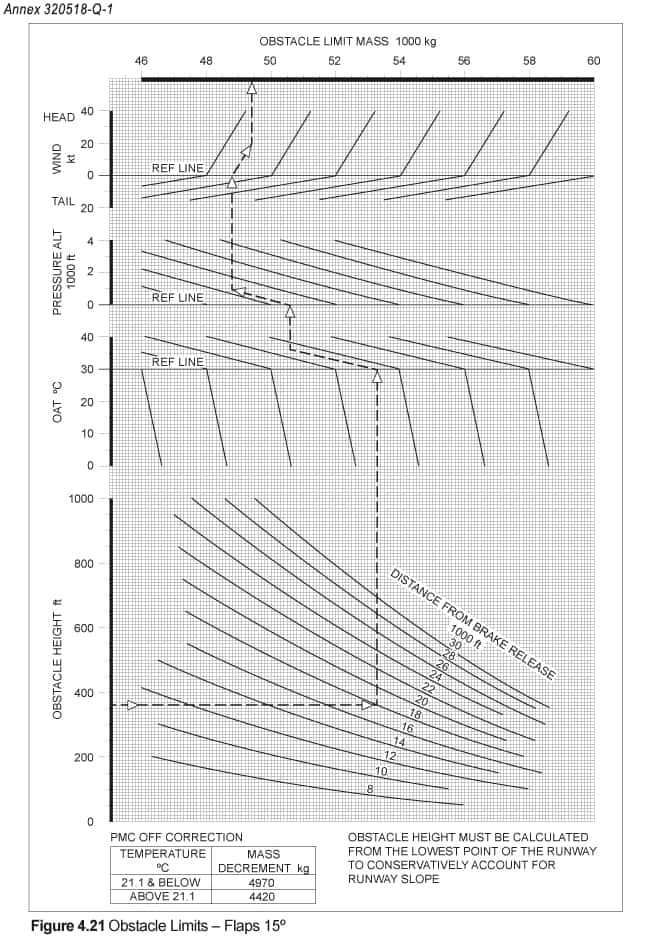 Annex 320518-Q-1
OBSTACLE LIMIT MASS 1000 kg
46 48 50 52 54 56 58 60
HEAD 40
20
WIND kt
0
REF LINE
TAIL 20
PRESSURE ALT 1000 ft
4
2
0
REF LINE
OAT ºC
40
30
REF LINE
20
10
0
OBSTACLE HEIGHT ft
1000
800
600
400
200
0
DISTANCE FROM BRAKE RELEASE
1000 ft
30
28
26
24
22
20
18
16
14
12
10
8
PMC OFF CORRECTION
TEMPERATURE ºC MASS DECREMENT kg
21.1 & BELOW 4970
ABOVE 21.1 4420
OBSTACLE HEIGHT MUST BE CALCULATED
FROM THE LOWEST POINT OF THE RUNWAY
TO CONSERVATIVELY ACCOUNT FOR
RUNWAY SLOPE
Figure 4.21 Obstacle Limits – Flaps 15º